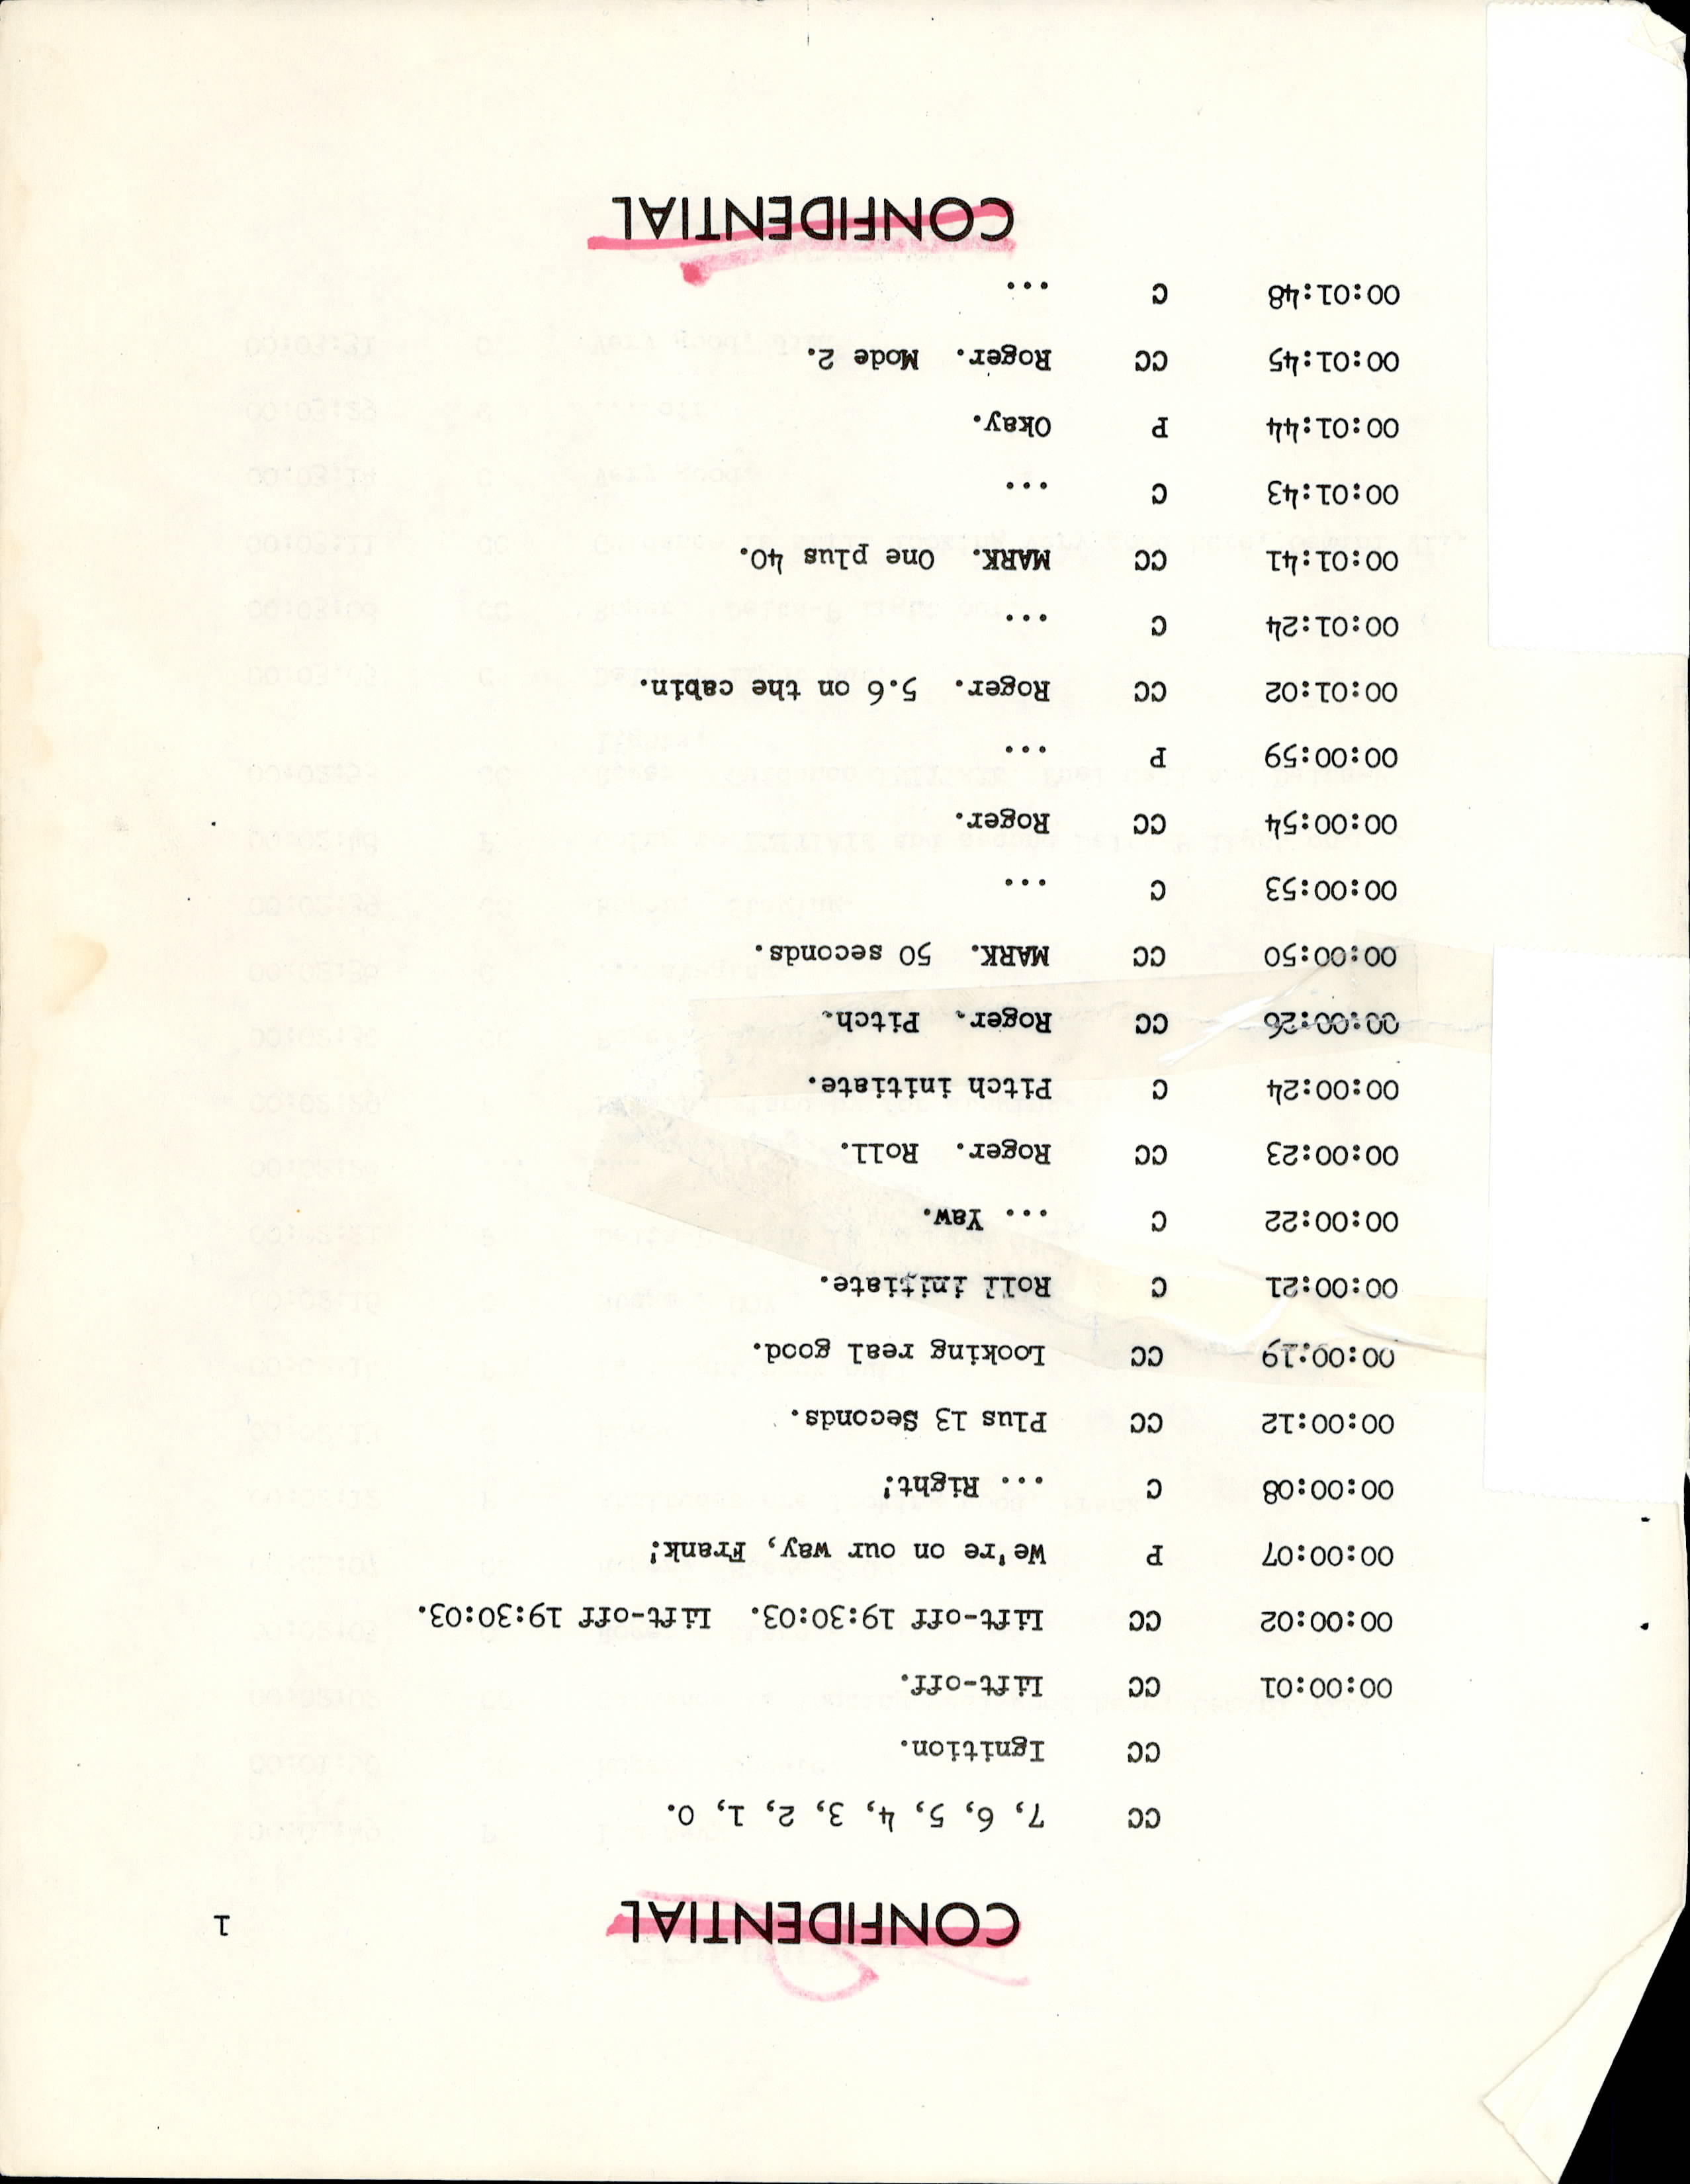 1
CONFIDENTIAL
CC 7, 6, 5, 4, 3, 2, 1, 0.
CC Ignition.
00:00:01 CC Lift-off.
00:00:02 CC Lift-off 19:30:03. Lift-off 19:30:03.
00:00:07 P We're on our way, Frank!
00:00:08 C ... Right!
00:00:12 CC Plus 13 Seconds.
00:00:19 CC Looking real good.
00:00:21 C Roll initiate.
00:00:22 C ... Yaw.
00:00:23 CC Roger. Roll.
00:00:24 C Pitch initiate.
00:00:26 CC Roger. Pitch.
00:00:50 CC MARK. 50 seconds.
00:00:53 C ...
00:00:54 CC Roger.
00:00:59 P ...
00:01:02 CC Roger. 5.6 on the cabin.
00:01:24 C ...
00:01:41 CC MARK. One plus 40.
00:01:43 C ...
00:01:44 P Okay.
00:01:45 CC Roger. Mode 2.
00:01:48 C ...
CONFIDENTIAL